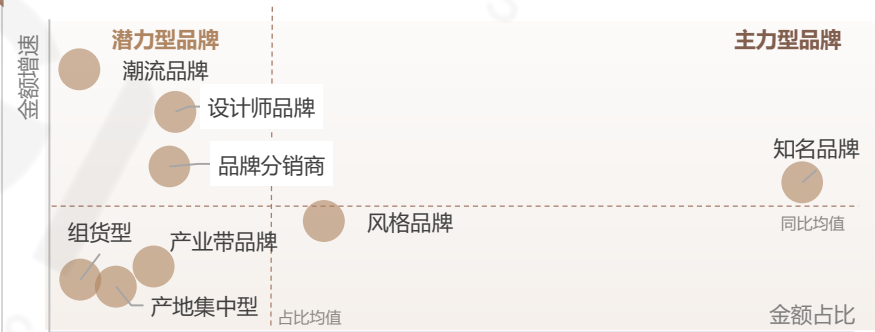 潜力型品牌
主力型品牌
金额增速
潮流品牌
设计师品牌
知名品牌
品牌分销商
风格品牌
同比均值
组货型
产业带品牌
产地集中型
占比均值
金额占比